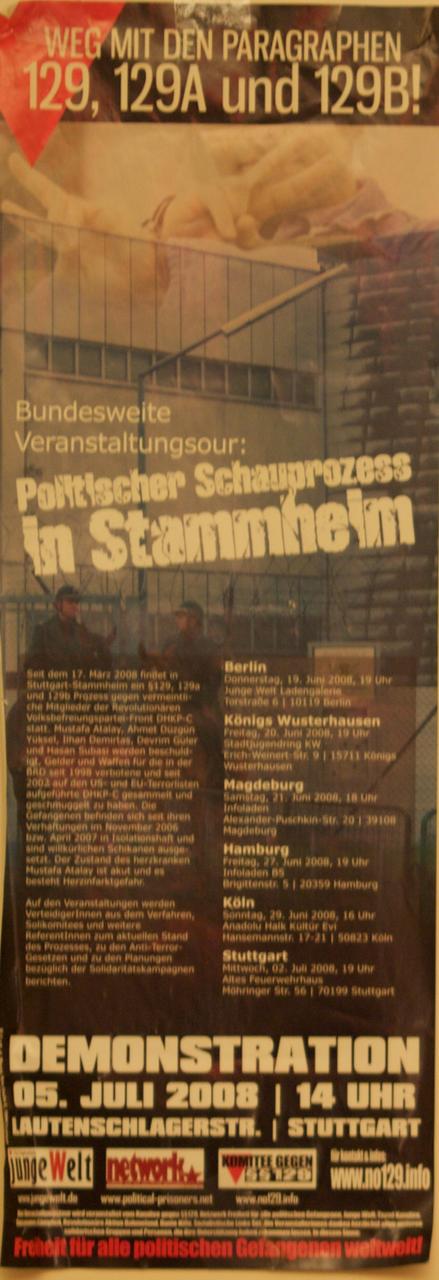 WEG MIT DEN PARAGRAPHEN
129, 129A und 129B!
Bundesweite
Veranstaltungsour:
Politischer Schauprozess
in Stammheim
Seit dem 17. März 2008 findet in
Stuttgart-Stammheim ein §129, 129a
und 129b Prozess gegen vermeintli-
che Mitglieder der Revolutionären
Volksbefreiungspartei-Front DHKP-C
statt. Mustafa Atalay, Ahmet Düzgün
Yüksel, Ilhan Demirtas, Devrim Güler
und Hasan Subasi werden beschul-
igt, Gelder und Waffen für die in der
BRD seit 1998 verbotene und seit
2002 auf den US- und EU-Terrorlisten
aufgeführte DHKP-C gesammelt und
geschmuggelt zu haben. Die
Gefangenen befinden sich seit ihren
Verhaftungen im November 2006
bzw. April 2007 in Isolationshaft und
sind willkürlichen Schikanen ausge-
setzt. Der Zustand des herzkranken
Mustafa Atalay ist akut und es
besteht Herzinfarktgefahr.
Auf den Veranstaltungen werden
VerteidigerInnen aus dem Verfahren,
Solikomitees und weitere
ReferentInnen zum aktuellen Stand
des Prozesses, zu den Anti-Terror-
Gesetzen und zu den Planungen
bezüglich der Solidaritätskampagnen
berichten.
Berlin
Donnerstag, 19. Juni 2008, 19 Uhr
Junge Welt Ladengalerie
Torstraße 6 | 10119 Berlin
Königs Wusterhausen
Freitag, 20. Juni 2008, 19 Uhr
Stadtjugendring KW
Erich-Weinert-Str. 9 | 15711 Königs
Wusterhausen
Magdeburg
Samstag, 21. Juni 2008, 18 Uhr
Infoladen
Alexander-Puschkin-Str. 20 | 39108
Magdeburg
Hamburg
Freitag, 27. Juni 2008, 19 Uhr
Infoladen B5
Brigittenstr. 5 | 20359 Hamburg
Köln
Sonntag, 29. Juni 2008, 16 Uhr
Anadolu Halk Kültür Evi
Hansemannstr. 17-21 | 50823 Köln
Stuttgart
Mittwoch, 02. Juli 2008, 19 Uhr
Altes Feuerwehrhaus
Möhringer Str. 56 | 70199 Stuttgart
DEMONSTRATION
05. JULI 2008 | 14 UHR
LAUTENSCHLAGERSTR. | STUTTGART
junge Welt
www.jungewelt.de
network
www.political-prisoners.net
KOMITEE GEGEN
§§129
www.no129.info
für kontakt & infos:
www.no129.info
Freiheit für alle politischen Gefangenen weltweit!